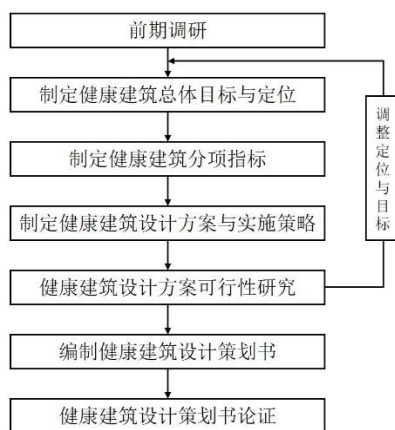 前期调研
制定健康建筑总体目标与定位
制定健康建筑分项指标
制定健康建筑设计方案与实施策略
健康建筑设计方案可行性研究
编制健康建筑设计策划书
健康建筑设计策划书论证
调整定位与目标